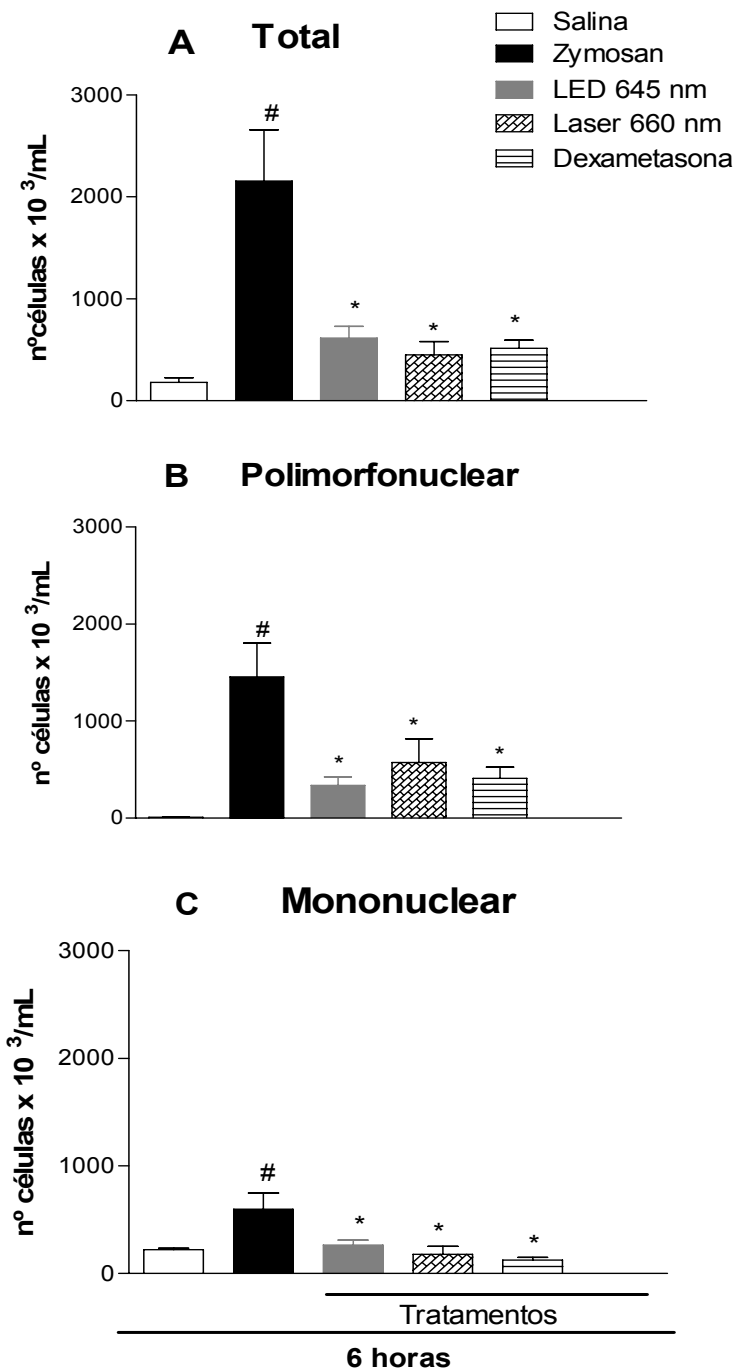 A Total
Salina
Zymosan
LED 645 nm
Laser 660 nm
Dexametasona
nºcélulas x 10 ³/mL
3000
2000
1000
0
#
*
*
*
B Polimorfonuclear
nº células x 10 ³/mL
3000
2000
1000
0
#
*
*
*
C Mononuclear
nº células x 10 ³/mL
3000
2000
1000
0
#
*
*
*
Tratamentos
6 horas